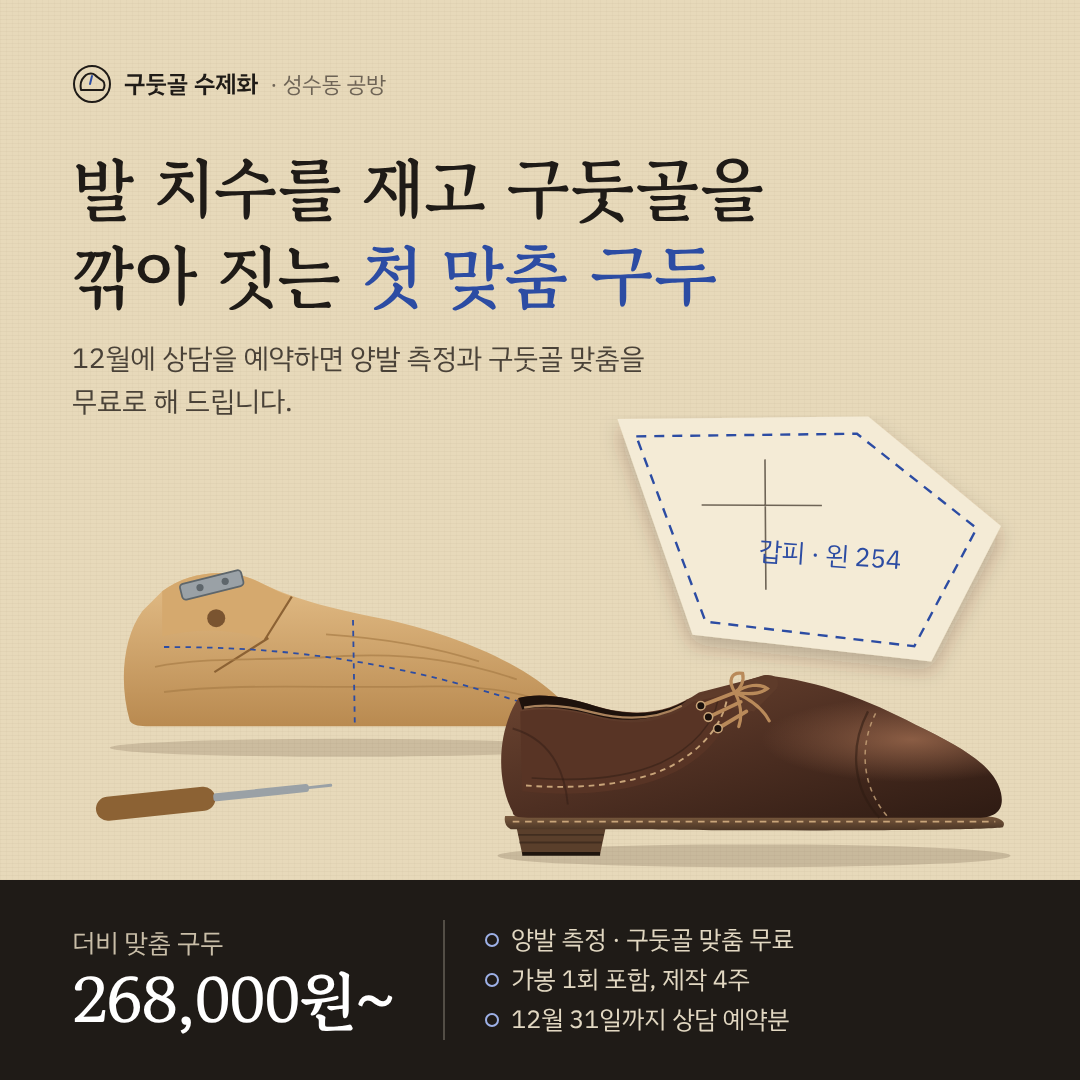 구둣골 수제화 · 성수동 공방
발 치수를 재고 구둣골을
깎아 짓는 첫 맞춤 구두
12월에 상담을 예약하면 양발 측정과 구둣골 맞춤을
무료로 해 드립니다.
갑피 · 왼 254
더비 맞춤 구두
268,000원~
양발 측정 · 구둣골 맞춤 무료
가봉 1회 포함, 제작 4주
12월 31일까지 상담 예약분